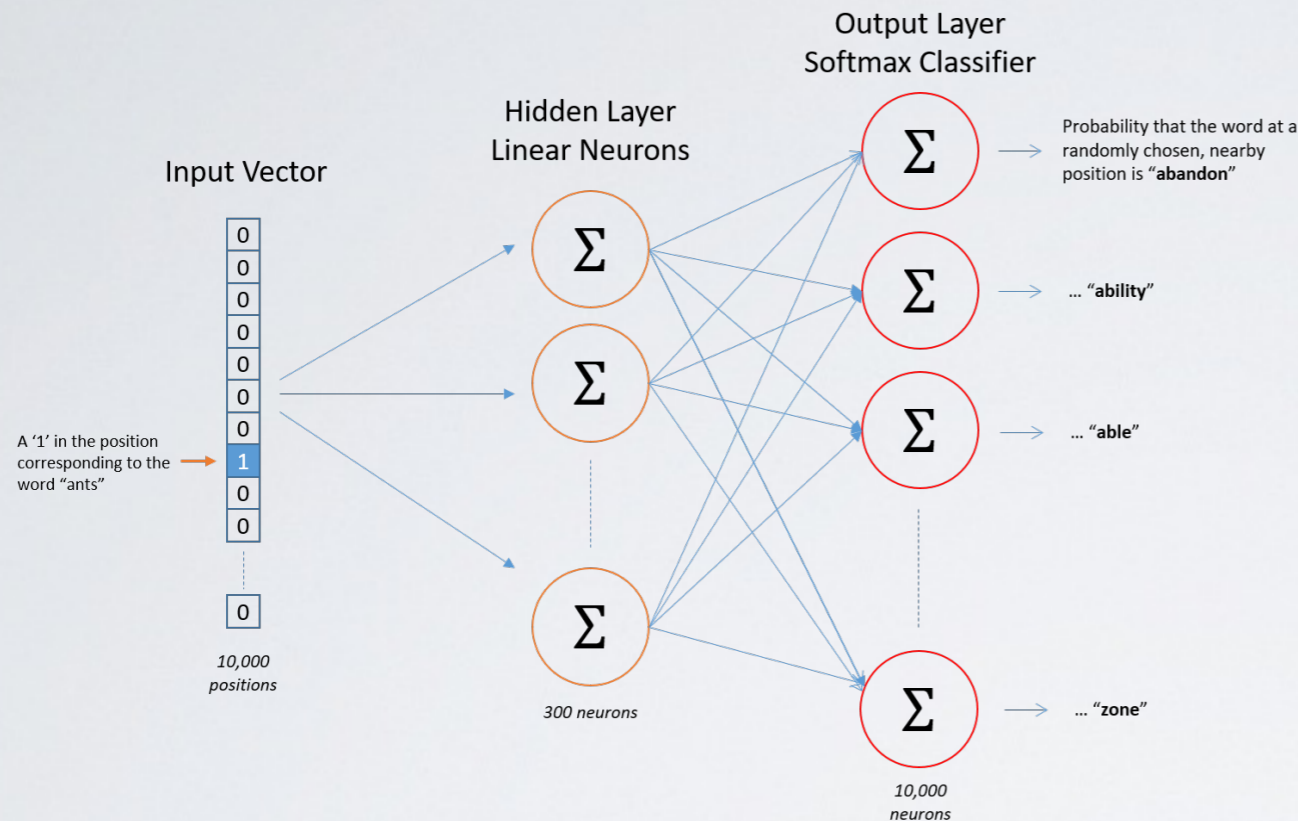 Output Layer
Softmax Classifier
Hidden Layer
Linear Neurons
Input Vector
0
0
0
0
0
0
0
1
0
0
0
A ‘1’ in the position
corresponding to the
word “ants”
10,000
positions
Σ
Σ
Σ
300 neurons
Σ
Σ
Σ
Σ
10,000
neurons
Probability that the word at a
randomly chosen, nearby
position is “abandon”
... “ability”
... “able”
... “zone”